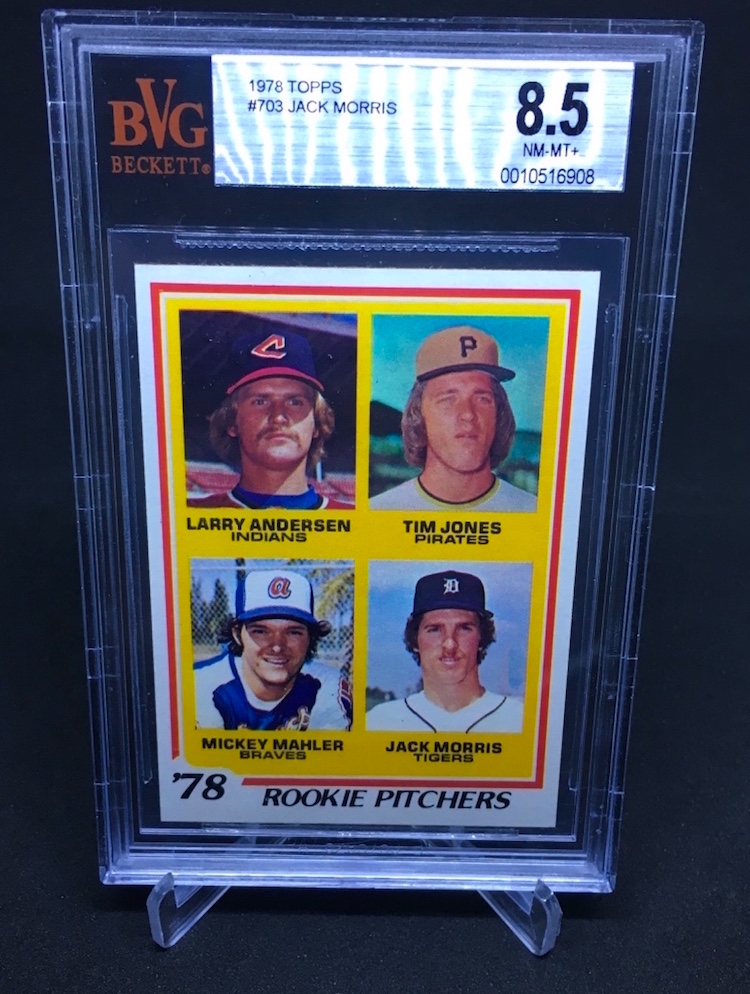 BVG
BECKETT®
1978 TOPPS
#703 JACK MORRIS
8.5
NM-MT+
0010516908
C
P
LARRY ANDERSEN
INDIANS
TIM JONES
PIRATES
a
D
MICKEY MAHLER
BRAVES
JACK MORRIS
TIGERS
'78
ROOKIE PITCHERS